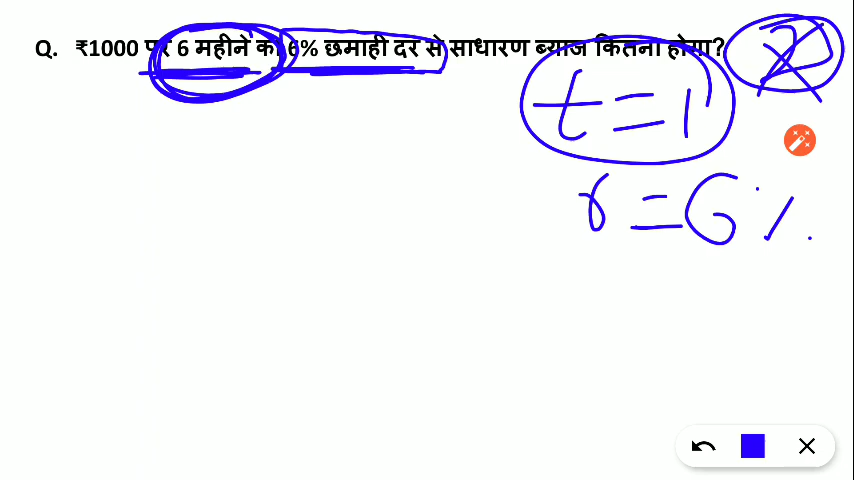 Q. ₹1000 पर 6 महीने का 6% छमाही दर से साधारण ब्याज कितना होगा?
t = 1
r = 6 %